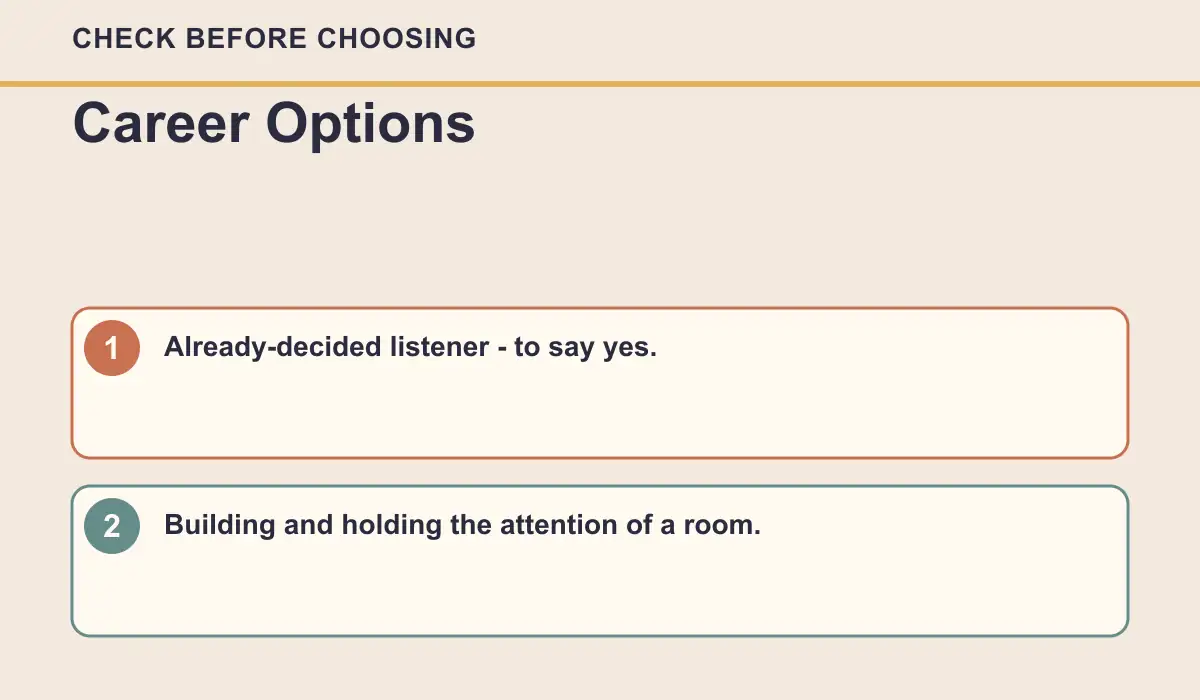 CHECK BEFORE CHOOSING
Career Options
1
Already-decided listener - to say yes.
2
Building and holding the attention of a room.